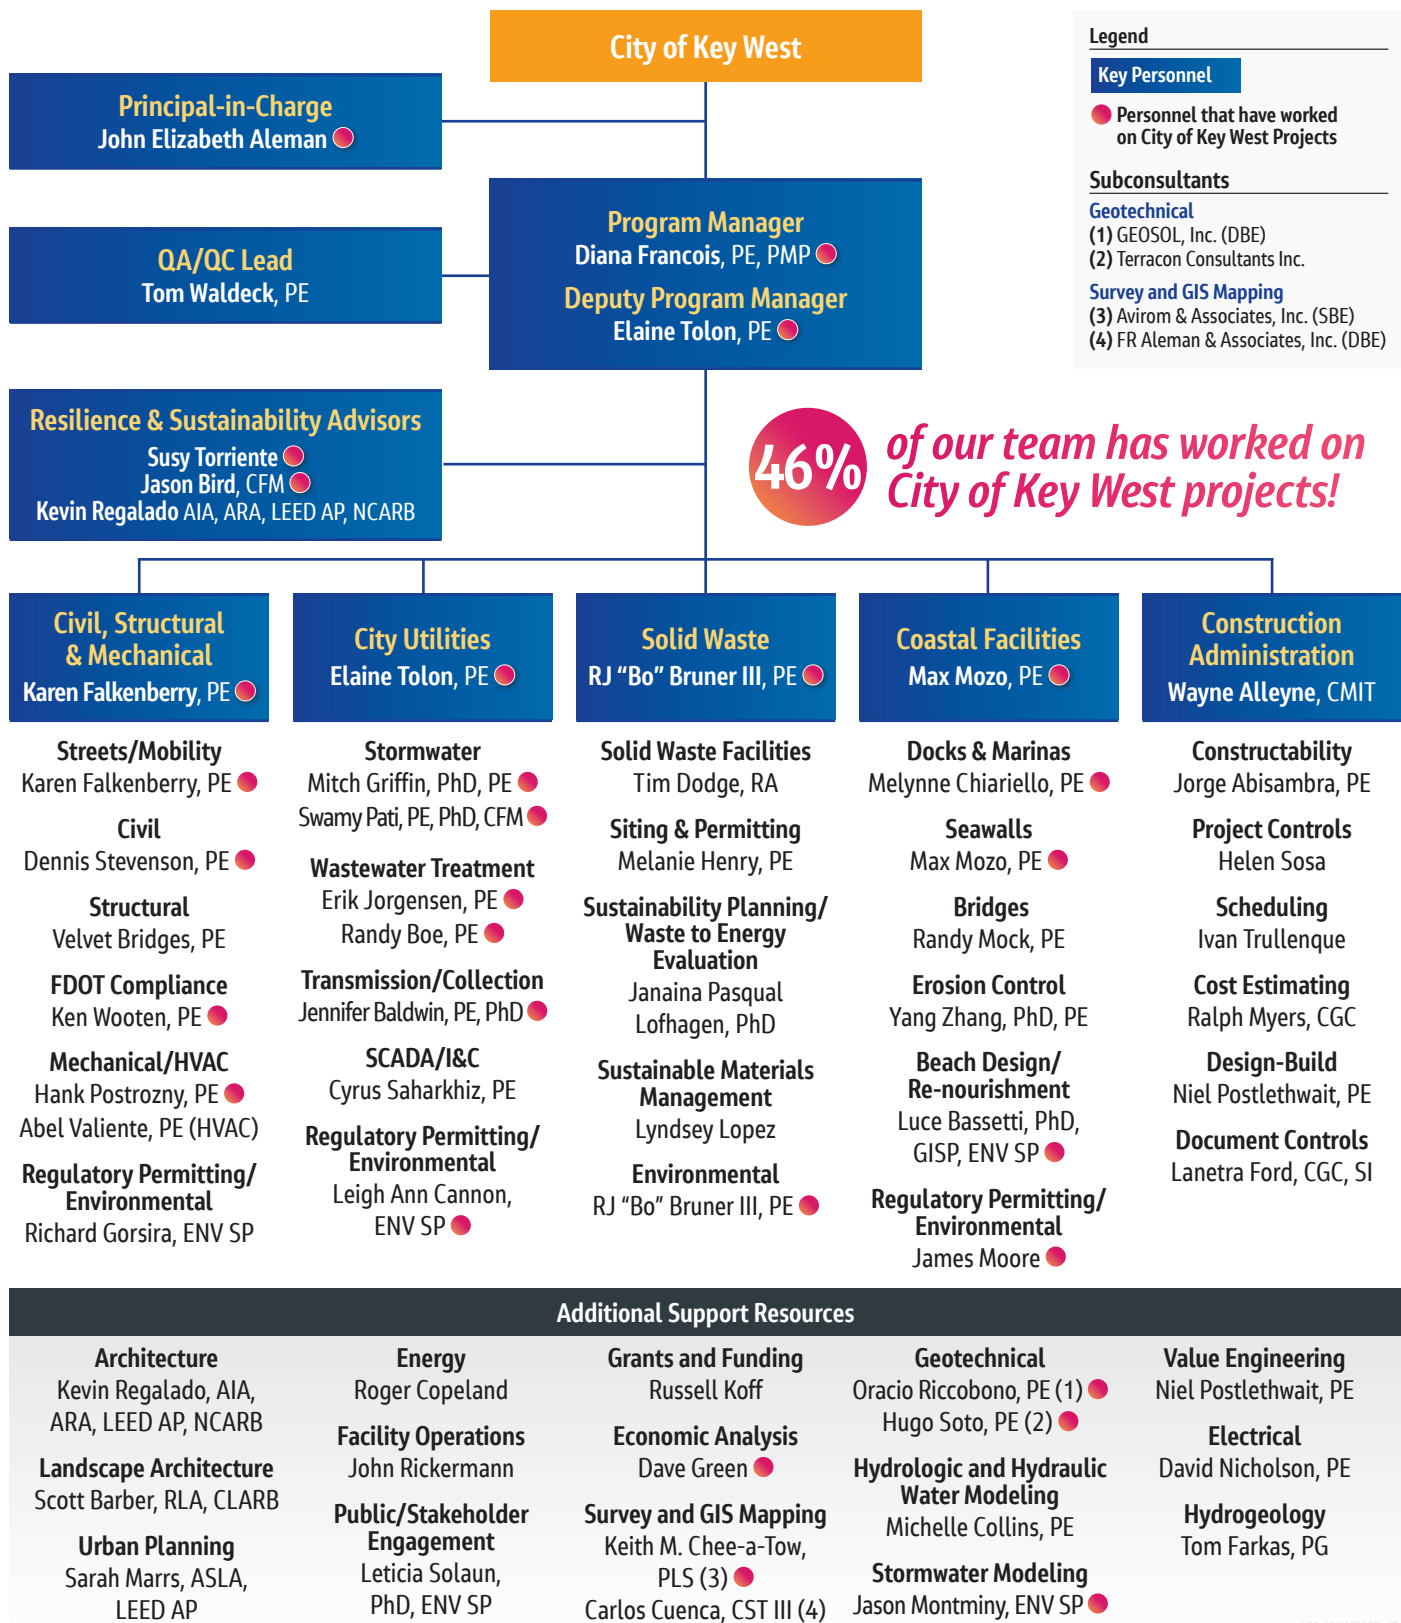 City of Key West
Principal-in-Charge
John Elizabeth Aleman
Program Manager
Diana Francois, PE, PMP
Deputy Program Manager
Elaine Tolon, PE
QA/QC Lead
Tom Waldeck, PE
Resilience & Sustainability Advisors
Susy Torriente
Jason Bird, CFM
Kevin Regalado AIA, ARA, LEED AP, NCARB
Legend
Key Personnel
Personnel that have worked
on City of Key West Projects
Subconsultants
Geotechnical
(1) GEOSOL, Inc. (DBE)
(2) Terracon Consultants Inc.
Survey and GIS Mapping
(3) Avirom & Associates, Inc. (SBE)
(4) FR Aleman & Associates, Inc. (DBE)
46%
of our team has worked on
City of Key West projects!
Civil, Structural
& Mechanical
Karen Falkenberry, PE
Streets/Mobility
Karen Falkenberry, PE
Civil
Dennis Stevenson, PE
Structural
Velvet Bridges, PE
FDOT Compliance
Ken Wooten, PE
Mechanical/HVAC
Hank Postrozny, PE
Abel Valiente, PE (HVAC)
Regulatory Permitting/
Environmental
Richard Gorsira, ENV SP
City Utilities
Elaine Tolon, PE
Stormwater
Mitch Griffin, PhD, PE
Swamy Pati, PE, PhD, CFM
Wastewater Treatment
Erik Jorgensen, PE
Randy Boe, PE
Transmission/Collection
Jennifer Baldwin, PE, PhD
SCADA/I&C
Cyrus Saharkhiz, PE
Regulatory Permitting/
Environmental
Leigh Ann Cannon,
ENV SP
Solid Waste
RJ “Bo” Bruner III, PE
Solid Waste Facilities
Tim Dodge, RA
Siting & Permitting
Melanie Henry, PE
Sustainability Planning/
Waste to Energy
Evaluation
Janaina Pasqual
Lofhagen, PhD
Sustainable Materials
Management
Lyndsey Lopez
Environmental
RJ “Bo” Bruner III, PE
Coastal Facilities
Max Mozo, PE
Docks & Marinas
Melynne Chiariello, PE
Seawalls
Max Mozo, PE
Bridges
Randy Mock, PE
Erosion Control
Yang Zhang, PhD, PE
Beach Design/
Re-nourishment
Luce Bassetti, PhD,
GISP, ENV SP
Regulatory Permitting/
Environmental
James Moore
Construction
Administration
Wayne Alleyne, CMIT
Constructability
Jorge Abisambra, PE
Project Controls
Helen Sosa
Scheduling
Ivan Trullenque
Cost Estimating
Ralph Myers, CGC
Design-Build
Niel Postlethwait, PE
Document Controls
Lanetra Ford, CGC, SI
Additional Support Resources
Architecture
Kevin Regalado, AIA,
ARA, LEED AP, NCARB
Landscape Architecture
Scott Barber, RLA, CLARB
Urban Planning
Sarah Marrs, ASLA,
LEED AP
Energy
Roger Copeland
Facility Operations
John Rickermann
Public/Stakeholder
Engagement
Leticia Solaun,
PhD, ENV SP
Grants and Funding
Russell Koff
Economic Analysis
Dave Green
Survey and GIS Mapping
Keith M. Chee-a-Tow,
PLS (3)
Carlos Cuenca, CST III (4)
Geotechnical
Oracio Riccobono, PE (1)
Hugo Soto, PE (2)
Hydrologic and Hydraulic
Water Modeling
Michelle Collins, PE
Stormwater Modeling
Jason Montminy, ENV SP
Value Engineering
Niel Postlethwait, PE
Electrical
David Nicholson, PE
Hydrogeology
Tom Farkas, PG